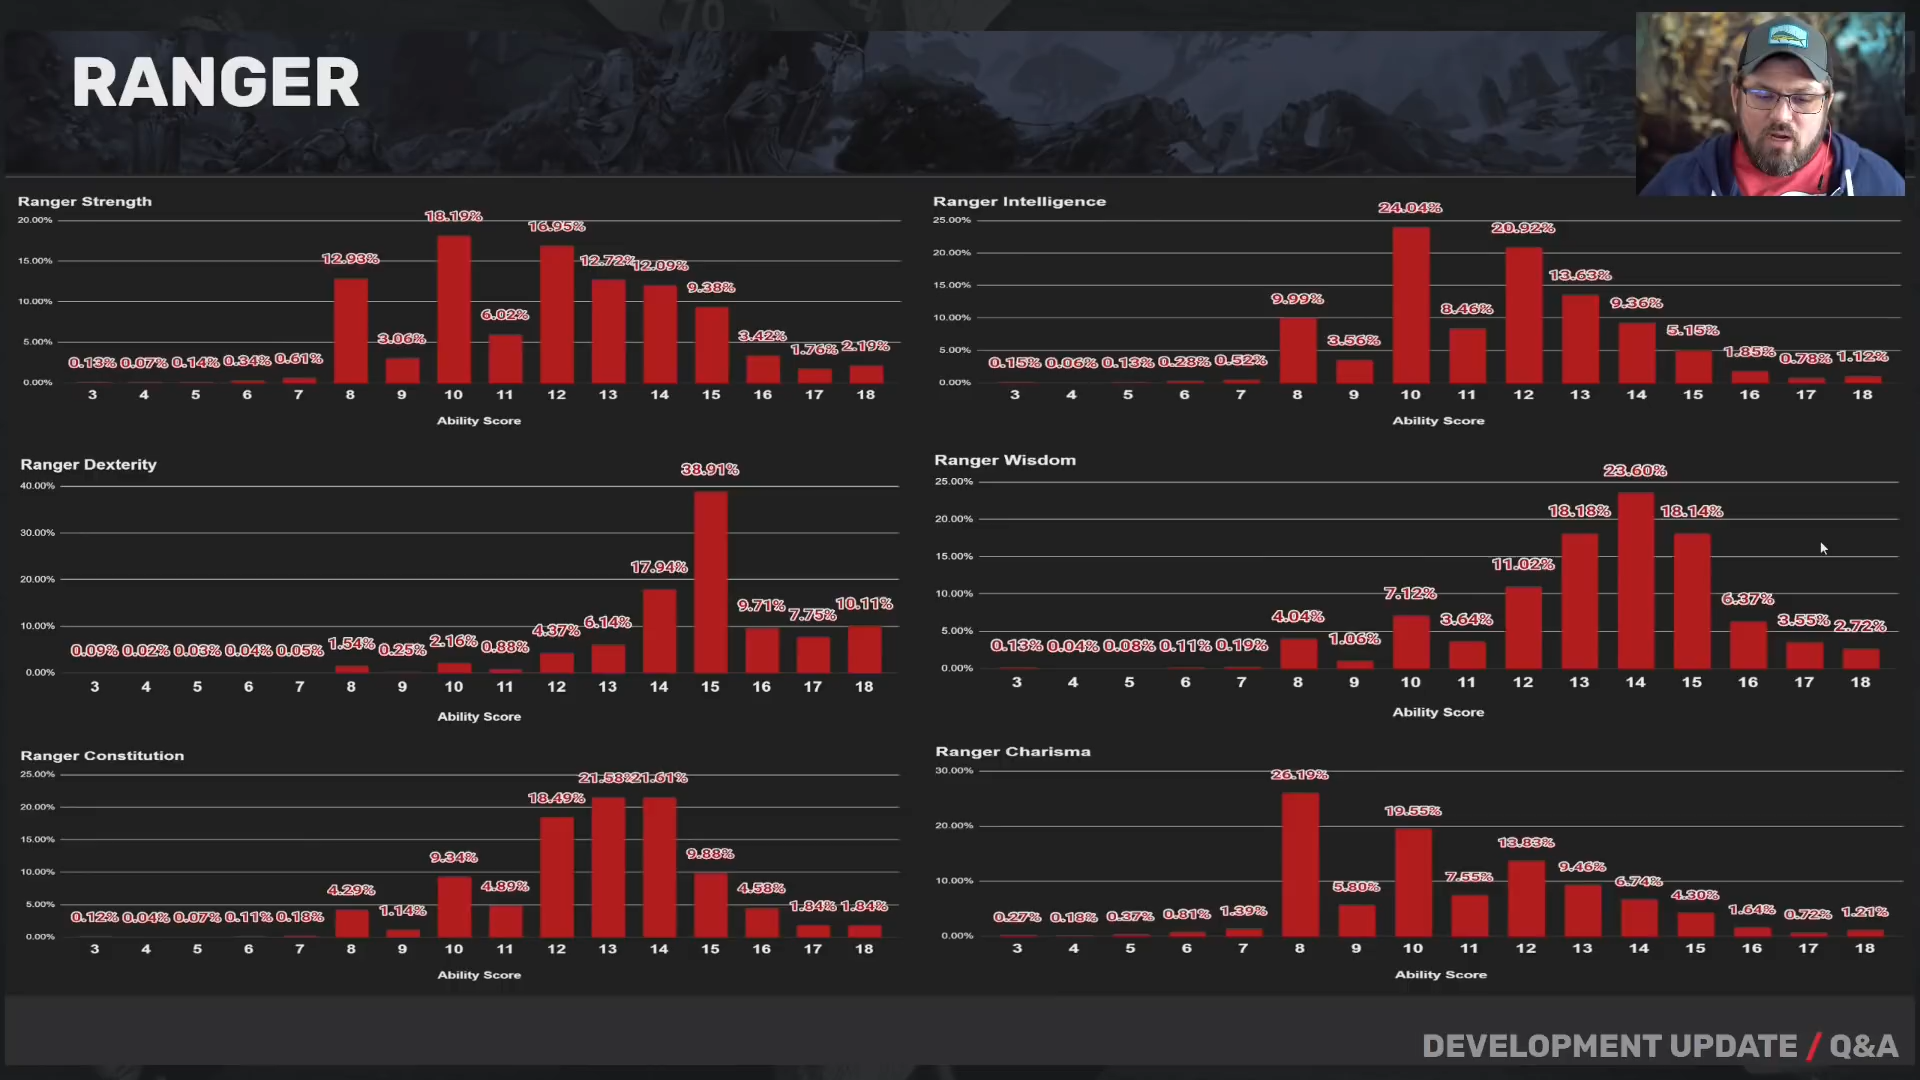 RANGER
Ranger Strength
20.00%
15.00%
10.00%
5.00%
0.00%
0.13% 0.07% 0.14% 0.34% 0.61% 12.93% 3.06% 18.19% 6.02% 16.95% 12.72% 12.09% 9.38% 3.42% 1.76% 2.19%
3 4 5 6 7 8 9 10 11 12 13 14 15 16 17 18
Ability Score
Ranger Intelligence
25.00%
20.00%
15.00%
10.00%
5.00%
0.00%
0.15% 0.06% 0.13% 0.28% 0.52% 9.99% 3.56% 24.04% 8.46% 20.92% 13.63% 9.36% 5.15% 1.85% 0.78% 1.12%
3 4 5 6 7 8 9 10 11 12 13 14 15 16 17 18
Ability Score
Ranger Dexterity
40.00%
30.00%
20.00%
10.00%
0.00%
0.09% 0.02% 0.03% 0.04% 0.05% 1.54% 0.25% 2.16% 0.88% 4.37% 6.14% 17.94% 38.91% 9.71% 7.75% 10.11%
3 4 5 6 7 8 9 10 11 12 13 14 15 16 17 18
Ability Score
Ranger Wisdom
25.00%
20.00%
15.00%
10.00%
5.00%
0.00%
0.13% 0.04% 0.08% 0.11% 0.19% 4.04% 1.06% 7.12% 3.64% 11.02% 18.18% 23.60% 18.14% 6.37% 3.55% 2.72%
3 4 5 6 7 8 9 10 11 12 13 14 15 16 17 18
Ability Score
Ranger Constitution
25.00%
20.00%
15.00%
10.00%
5.00%
0.00%
0.12% 0.04% 0.07% 0.11% 0.18% 4.29% 1.14% 9.34% 4.89% 18.49% 21.58% 21.61% 9.88% 4.58% 1.84% 1.84%
3 4 5 6 7 8 9 10 11 12 13 14 15 16 17 18
Ability Score
Ranger Charisma
30.00%
20.00%
10.00%
0.00%
0.27% 0.18% 0.37% 0.81% 1.39% 26.19% 5.80% 19.55% 7.55% 13.83% 9.46% 6.74% 4.30% 1.64% 0.72% 1.21%
3 4 5 6 7 8 9 10 11 12 13 14 15 16 17 18
Ability Score
DEVELOPMENT UPDATE / Q&A